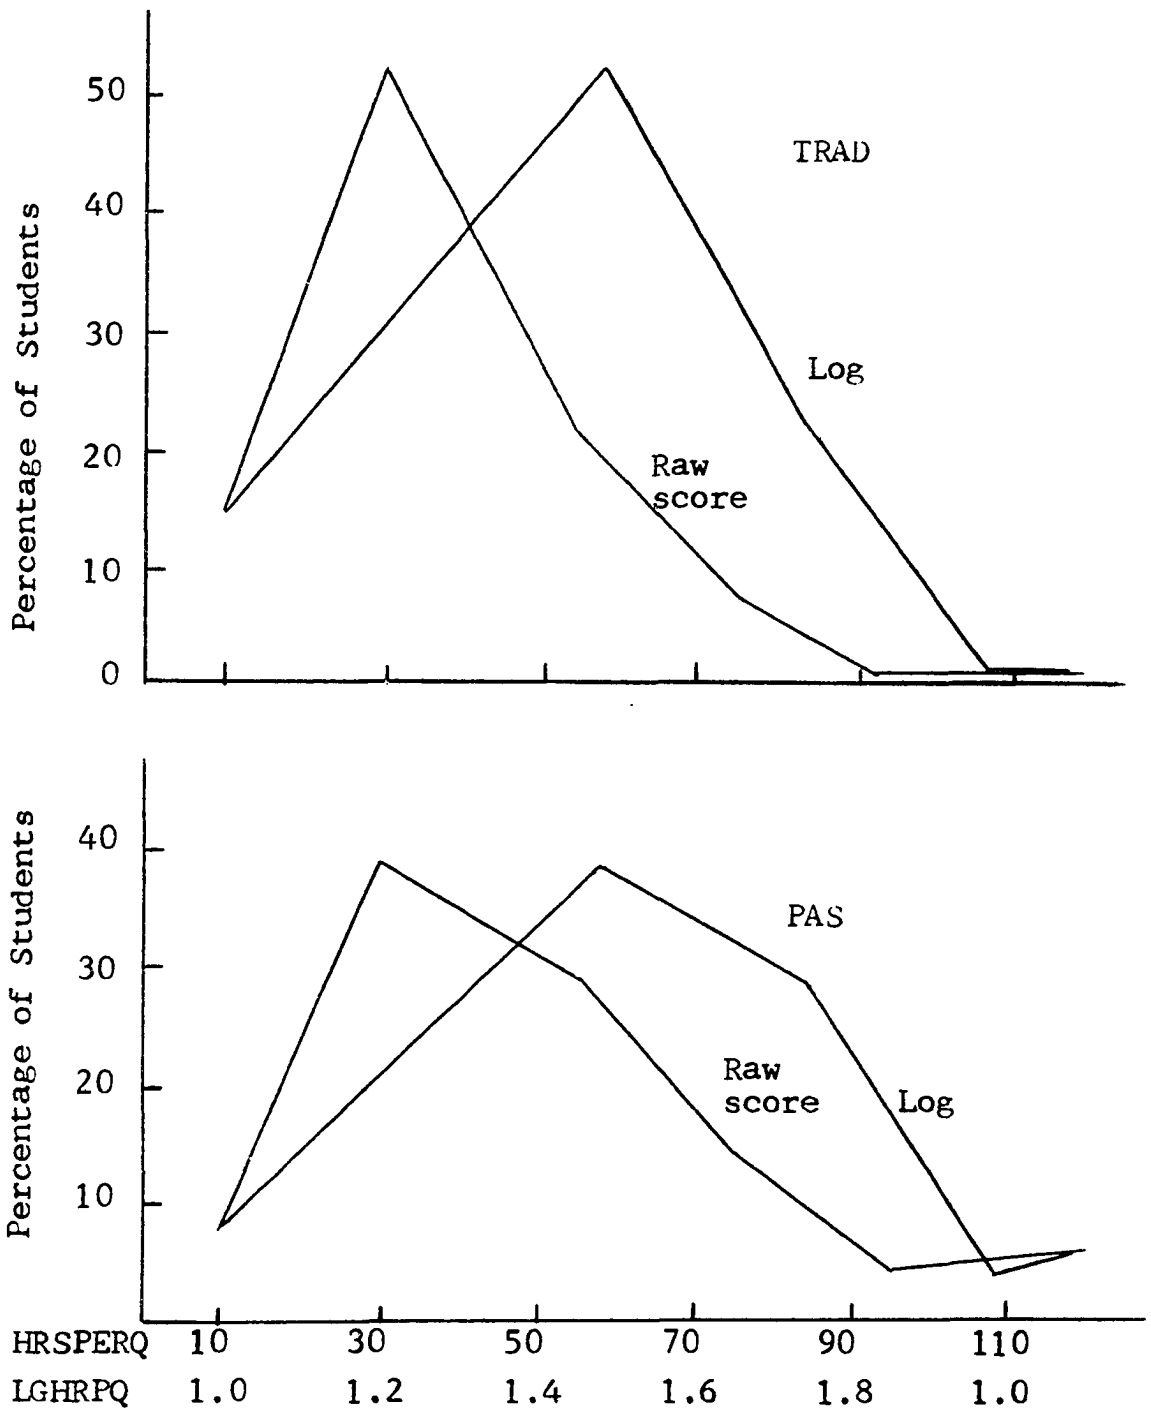 50
TRAD
40
Percentage of Students
30
Log
20
Raw
score
10
0
40
PAS
Percentage of Students
30
20
Raw
score
Log
10
HRSPERQ 10 30 50 70 90 110
LGHRPQ 1.0 1.2 1.4 1.6 1.8 1.0